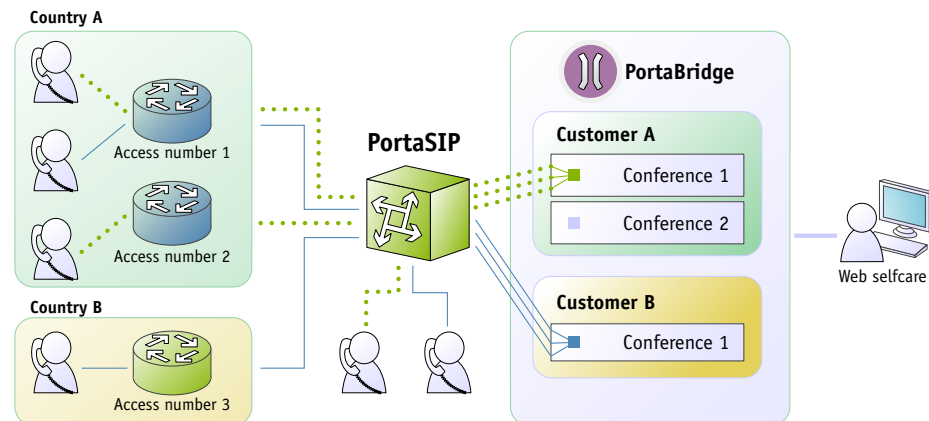 Country A
Access number 1
Access number 2
Country B
Access number 3
PortaSIP
PortaBridge
Customer A
Conference 1
Conference 2
Customer B
Conference 1
Web selfcare